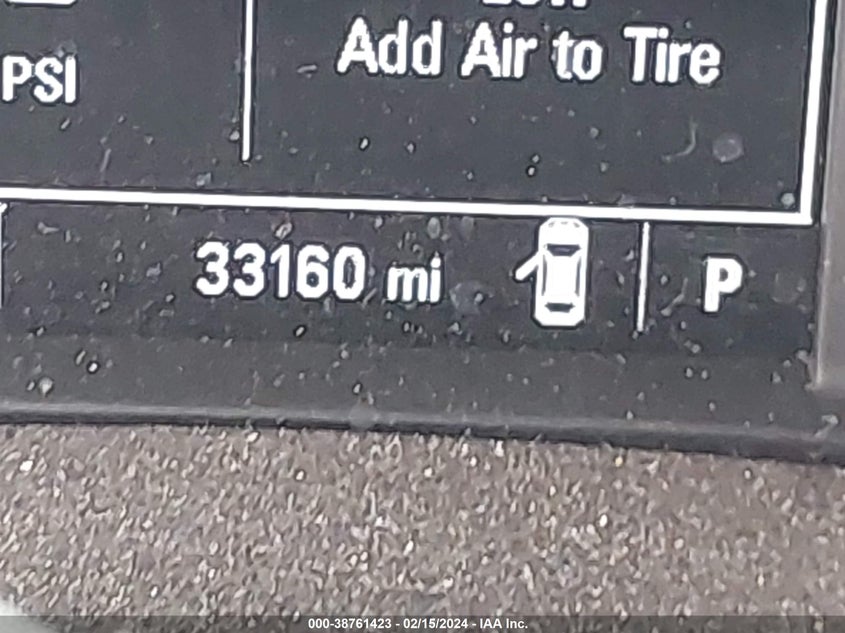 Add Air to Tire
PSI
33160 mi
P
000-38761423 - 02/15/2024 - IAA Inc.